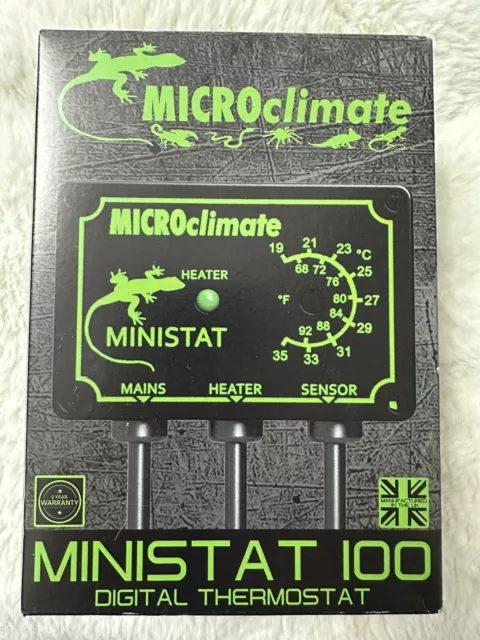 MICROclimate
MICROclimate
19 21 23 °C
68 72 25
HEATER 76
°F 80 27
84
MINISTAT 92 88 29
35 33 31
MAINS HEATER SENSOR
5 YEAR
WARRANTY
MANUFACTURED
IN THE UK
MINISTAT 100
DIGITAL THERMOSTAT